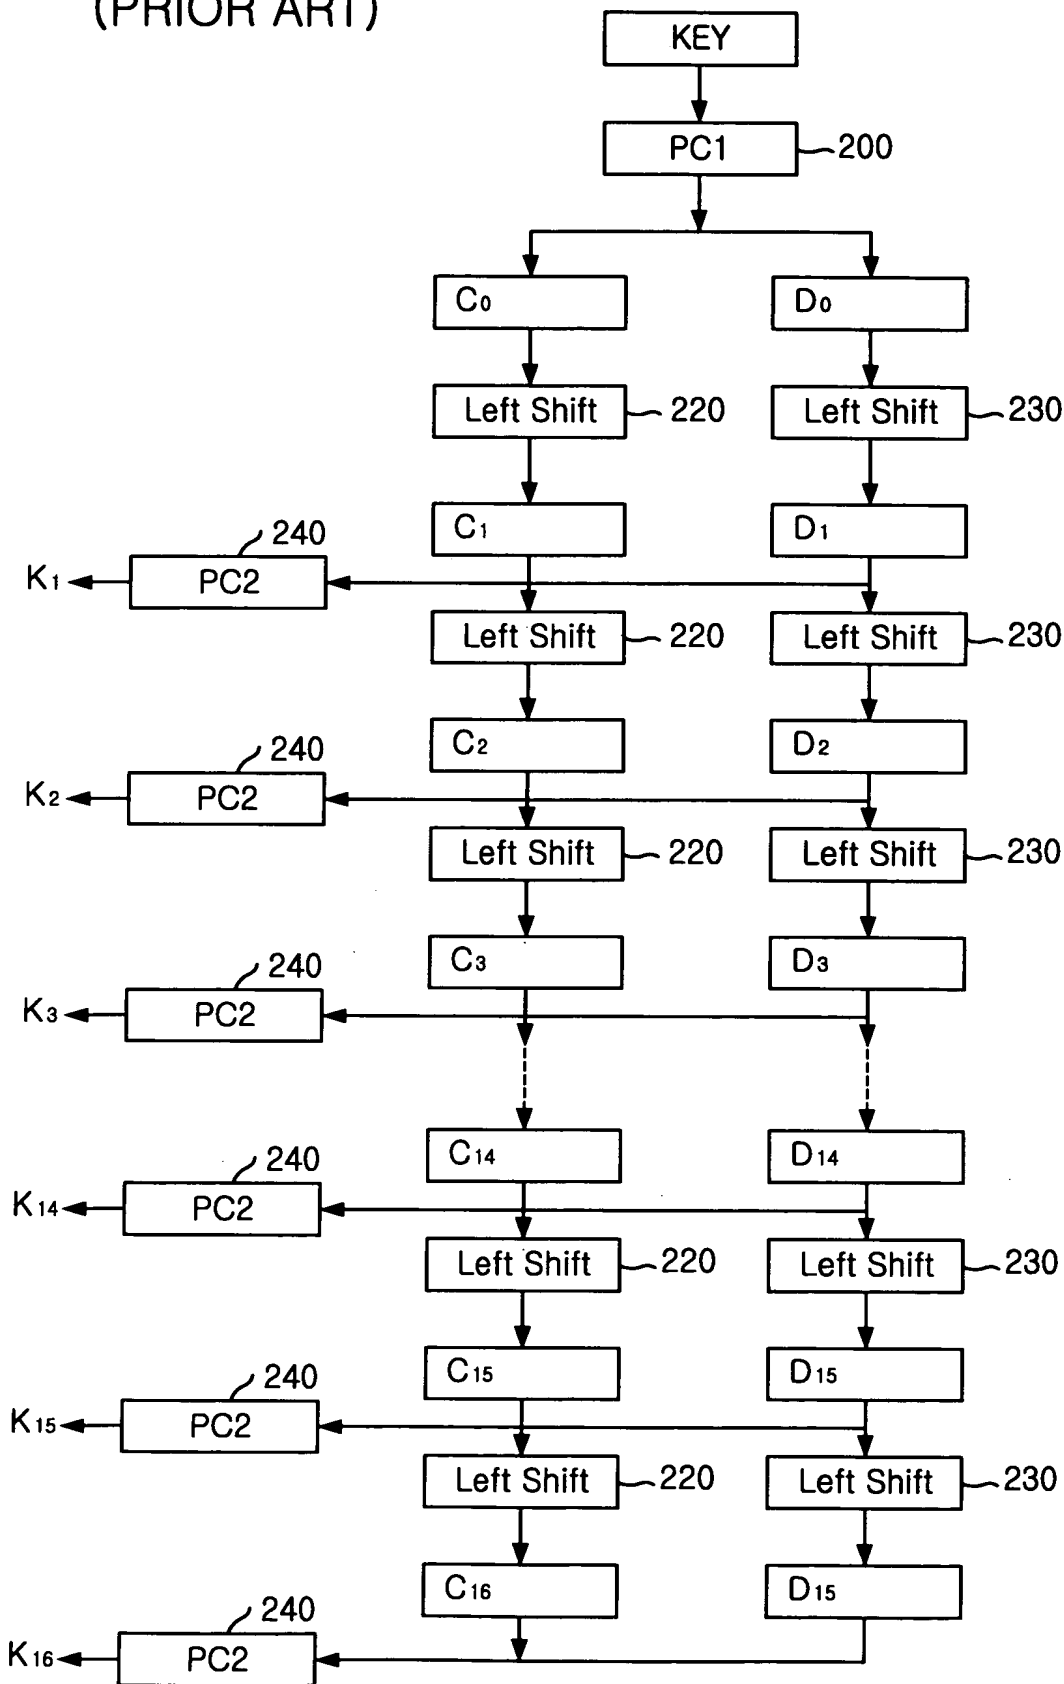 (PRIOR ART)
KEY
PC1 200
C0 D0
Left Shift 220 Left Shift 230
C1 D1
240
K1 PC2
Left Shift 220 Left Shift 230
C2 D2
240
K2 PC2
Left Shift 220 Left Shift 230
C3 D3
240
K3 PC2
C14 D14
240
K14 PC2
Left Shift 220 Left Shift 230
C15 D15
240
K15 PC2
Left Shift 220 Left Shift 230
C16 D15
240
K16 PC2